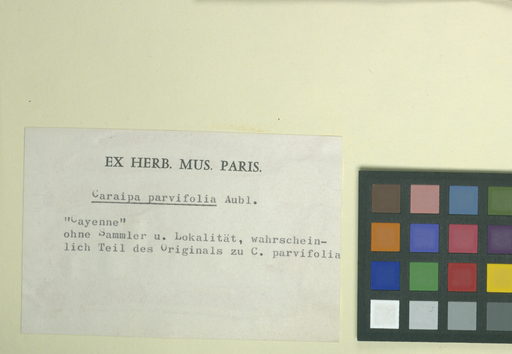 EX HERB. MUS. PARIS.
Caraipa parvifolia Aubl.
"Cayenne"
ohne Sammler u. Lokalität, wahrschein-
lich Teil des Originals zu C. parvifolia